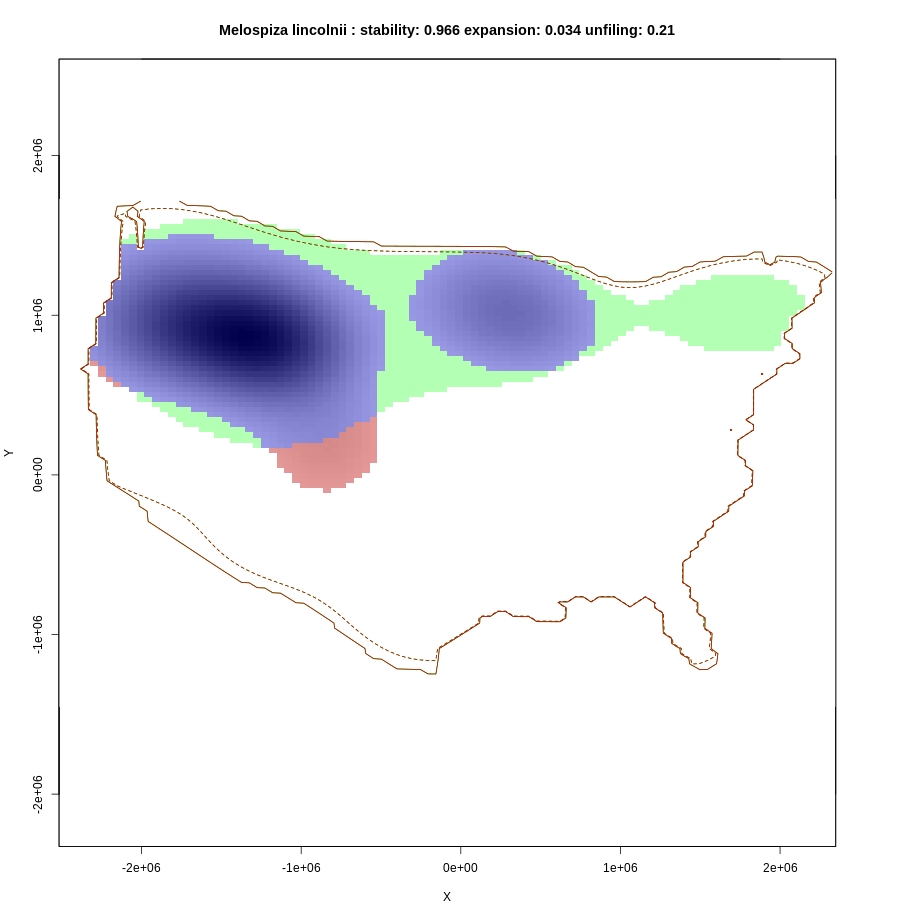 Melospiza lincolnii : stability: 0.966 expansion: 0.034 unfiling: 0.21
2e+06
1e+06
Y
0e+00
-1e+06
-2e+06
-2e+06 -1e+06 0e+00 1e+06 2e+06
X